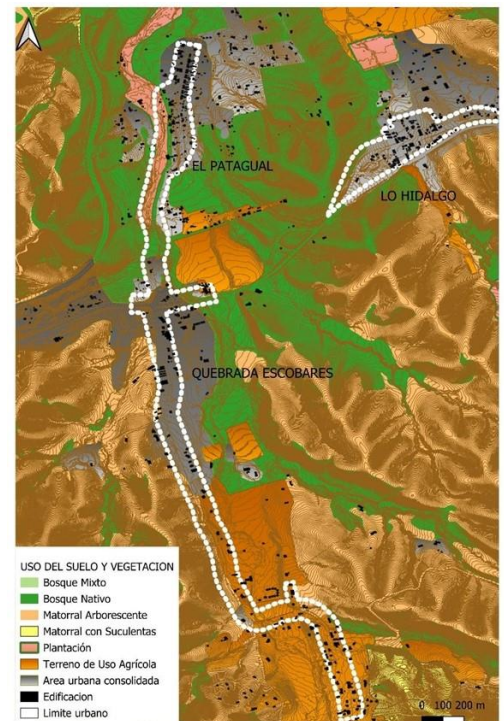 EL PATAGUAL
LO HIDALGO
QUEBRADA ESCOBARES
USO DEL SUELO Y VEGETACION
Bosque Mixto
Bosque Nativo
Matorral Arborescente
Matorral con Suculentas
Plantación
Terreno de Uso Agrícola
Area urbana consolidada
Edificacion
Limite urbano
0 100 200 m